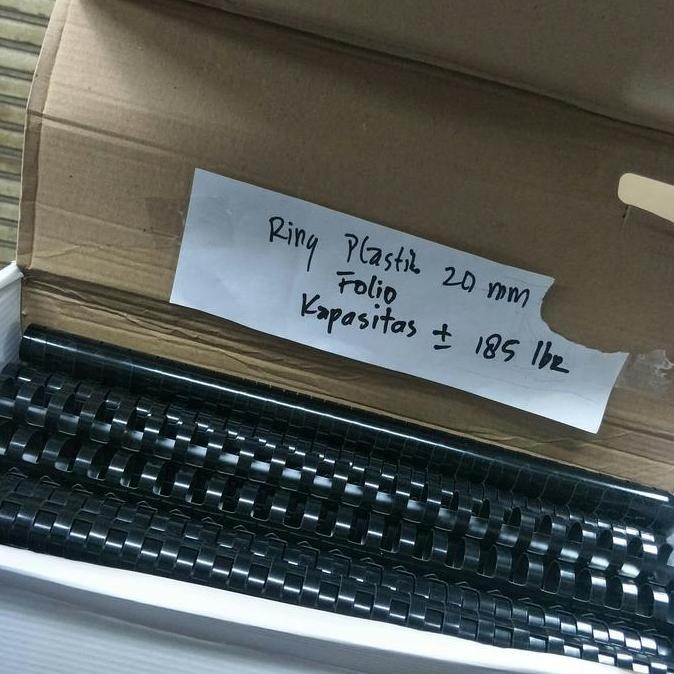 Ring Plastik 20 mm
Folio
Kapasitas ± 185 lbr